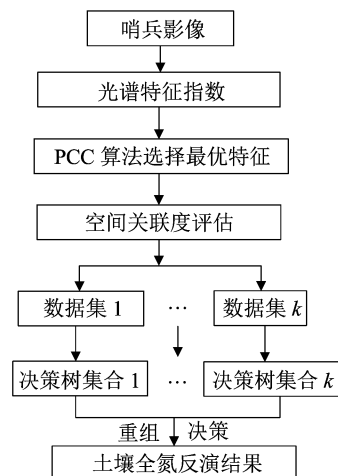 哨兵影像
光谱特征指数
PCC 算法选择最优特征
空间关联度评估
数据集 1 … 数据集 k
决策树集合 1 … 决策树集合 k
重组 决策
土壤全氮反演结果